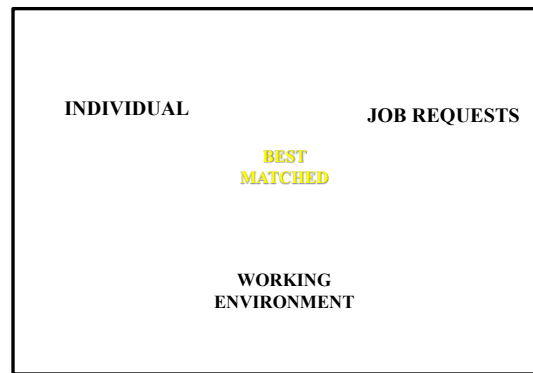 INDIVIDUAL
JOB REQUESTS
BEST
MATCHED
WORKING
ENVIRONMENT